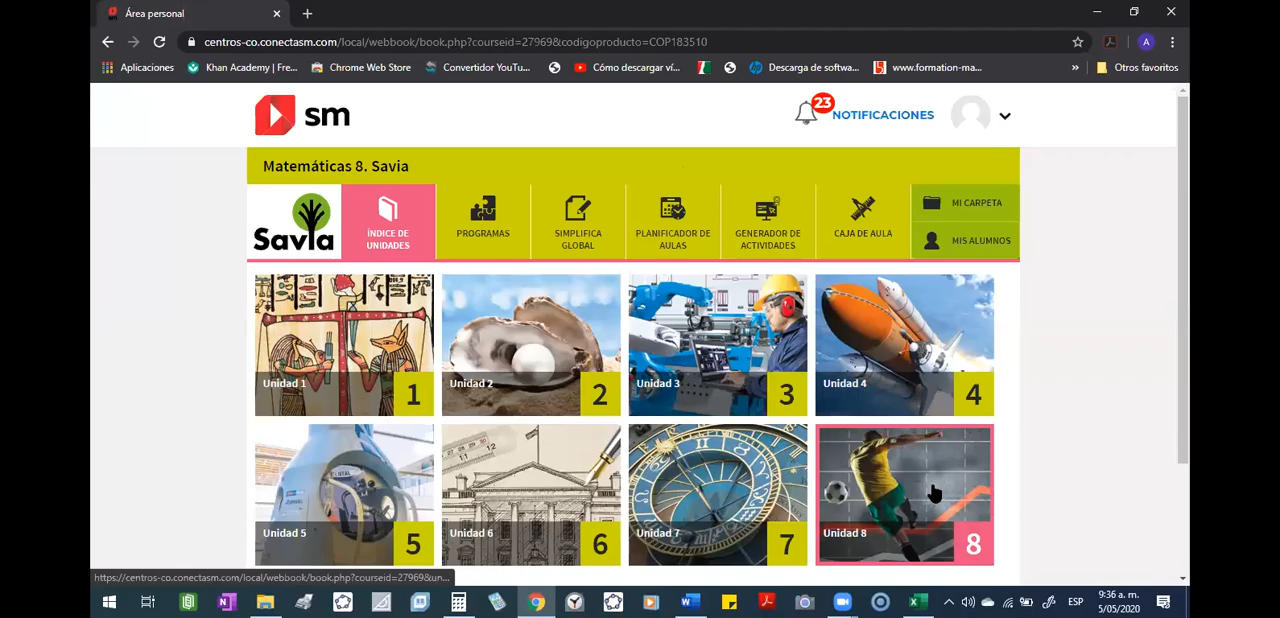 Área personal
centros-co.conectasm.com/local/webbook/book.php?courseid=27969&codigoproducto=COP183510
A
Aplicaciones
Khan Academy | Fre...
Chrome Web Store
Convertidor YouTu...
Cómo descargar ví...
Descarga de softwa...
www.formation-ma...
»
Otros favoritos
sm
23
NOTIFICACIONES
Matemáticas 8. Savia
Savia
ÍNDICE DE
UNIDADES
PROGRAMAS
SIMPLIFICA
GLOBAL
PLANIFICADOR DE
AULAS
GENERADOR DE
ACTIVIDADES
CAJA DE AULA
MI CARPETA
MIS ALUMNOS
Unidad 1
1
Unidad 2
2
Unidad 3
3
Unidad 4
4
Unidad 5
5
Unidad 6
6
Unidad 7
7
Unidad 8
8
https://centros-co.conectasm.com/local/webbook/book.php?courseid=27969&un...
ESP
9:36 a. m.
5/05/2020